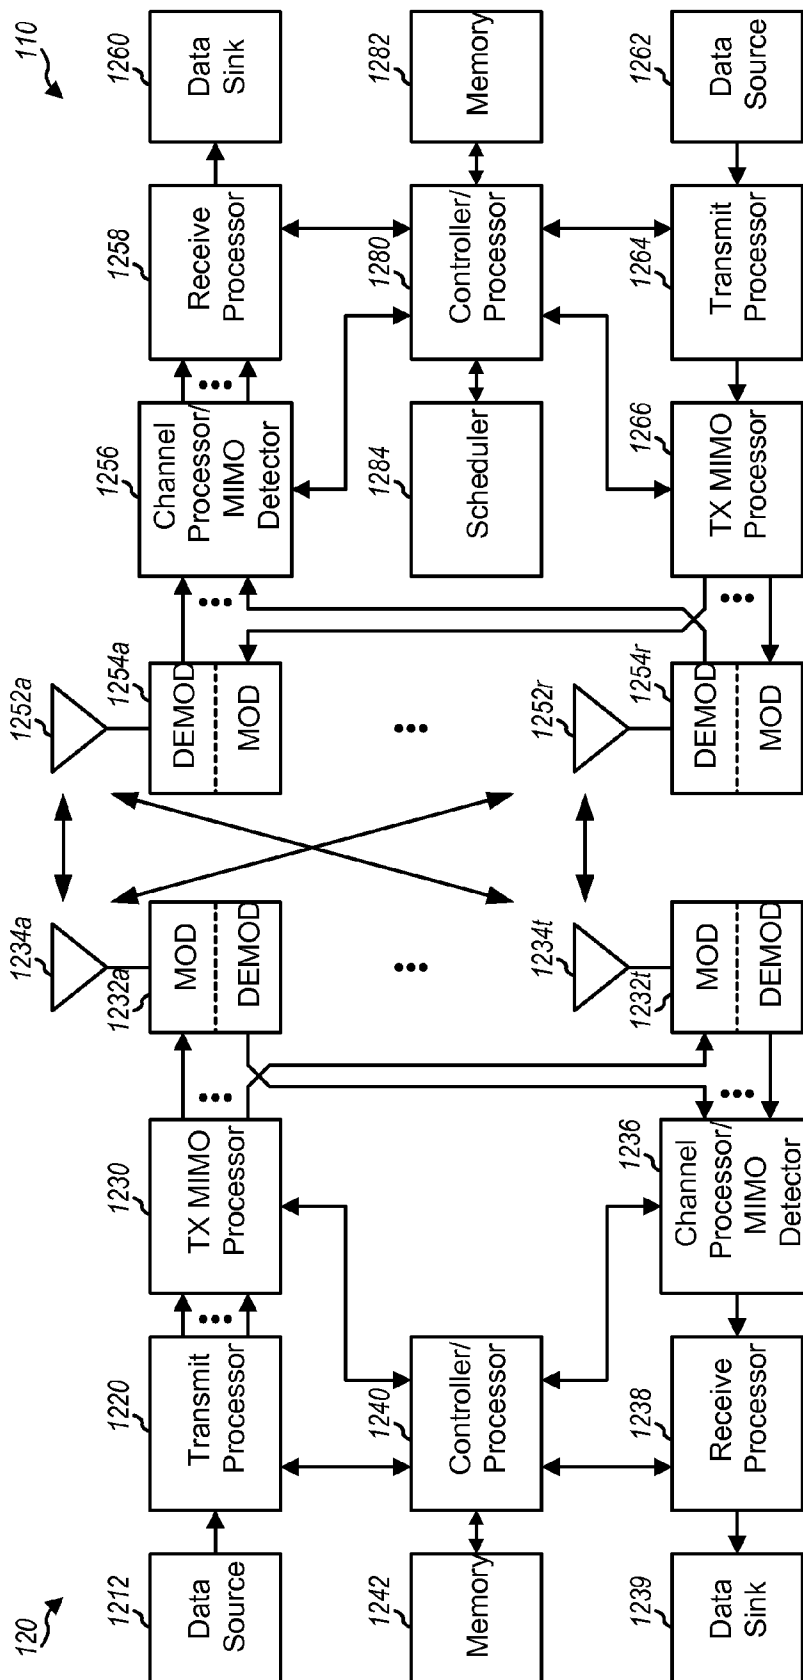 120
110
1234a
1252a
1212
1220
1230
1232a
1254a
1256
1258
1260
Data
Source
Transmit
Processor
TX MIMO
Processor
MOD
DEMOD
DEMOD
MOD
Channel
Processor/
MIMO
Detector
Receive
Processor
Data
Sink
1242
1240
1284
1280
1282
Memory
Controller/
Processor
Scheduler
Controller/
Processor
Memory
1234t
1252r
1239
1238
1236
1232t
1254r
1266
1264
1262
Data
Sink
Receive
Processor
Channel
Processor/
MIMO
Detector
MOD
DEMOD
DEMOD
MOD
TX MIMO
Processor
Transmit
Processor
Data
Source